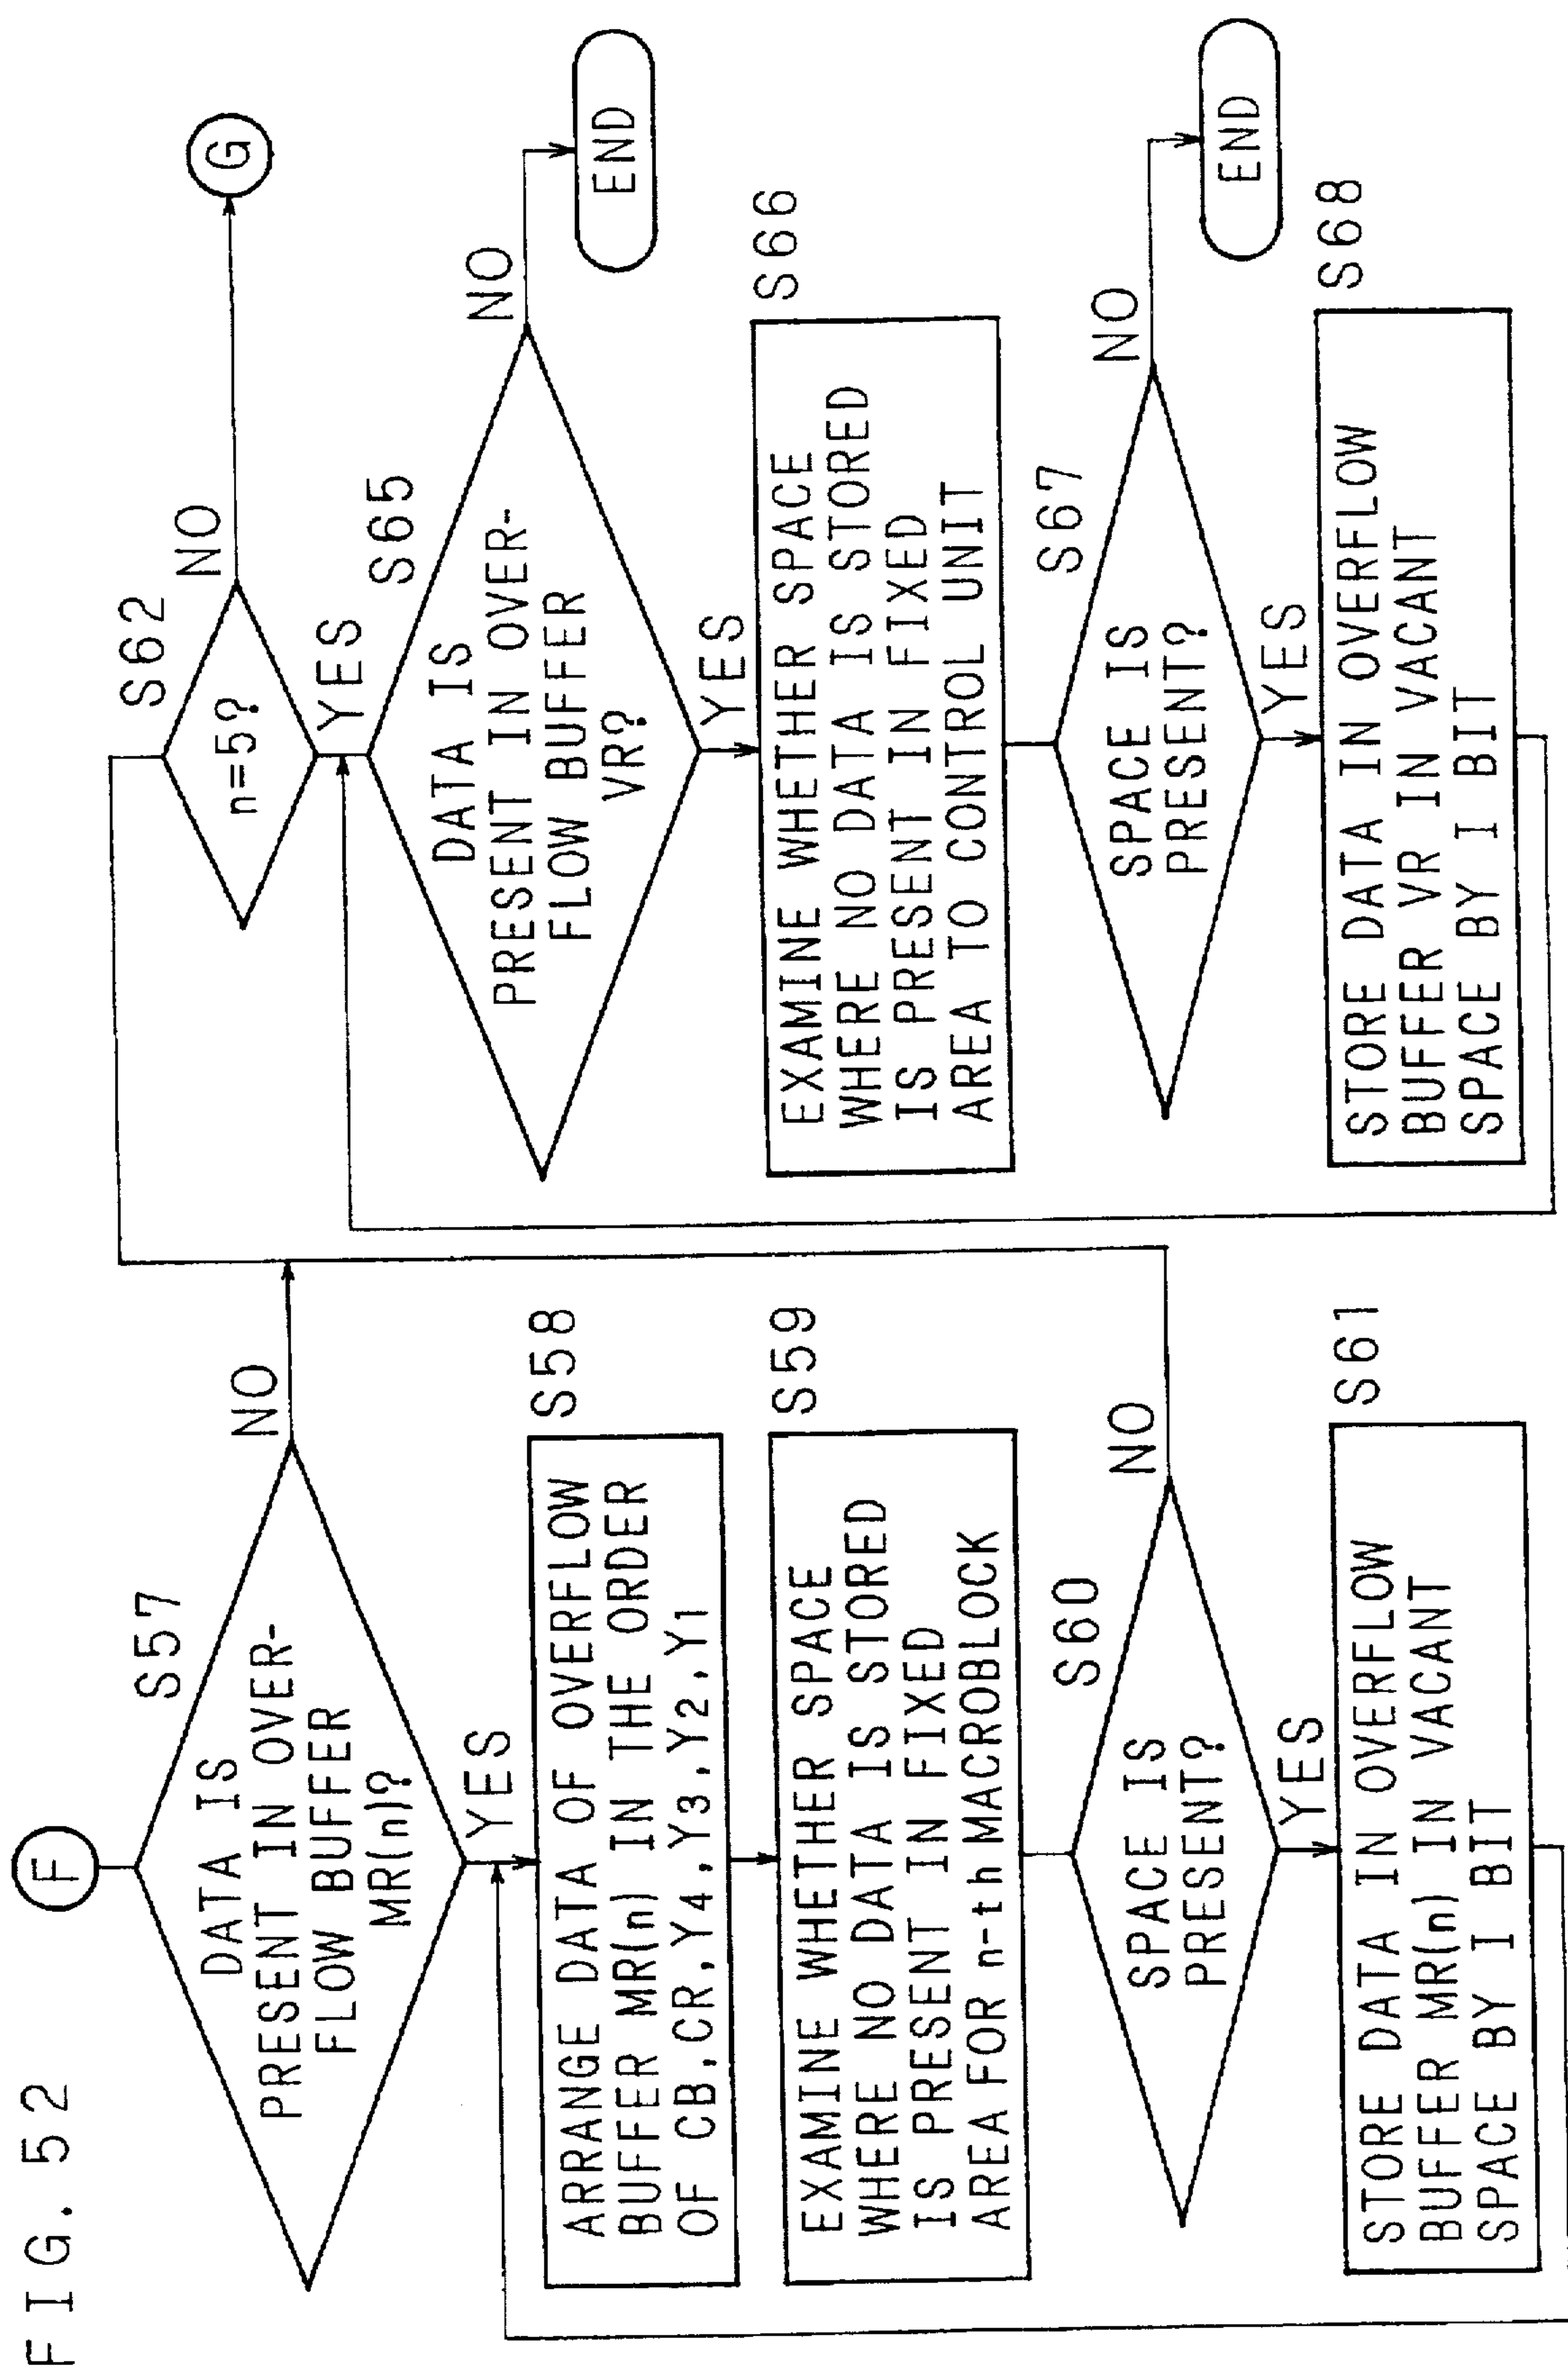 FIG. 52
F
S57
DATA IS
PRESENT IN OVER-
FLOW BUFFER
MR(n)?
NO
YES
S58
ARRANGE DATA OF OVERFLOW
BUFFER MR(n) IN THE ORDER
OF CB,CR,Y4,Y3,Y2,Y1
S59
EXAMINE WHETHER SPACE
WHERE NO DATA IS STORED
IS PRESENT IN FIXED
AREA FOR n-th MACROBLOCK
S60
SPACE IS
PRESENT?
NO
YES
S61
STORE DATA IN OVERFLOW
BUFFER MR(n) IN VACANT
SPACE BY I BIT
S62
n=5?
NO
G
YES
S65
DATA IS
PRESENT IN OVER-
FLOW BUFFER
VR?
NO
END
YES
S66
EXAMINE WHETHER SPACE
WHERE NO DATA IS STORED
IS PRESENT IN FIXED
AREA TO CONTROL UNIT
S67
SPACE IS
PRESENT?
NO
END
YES
S68
STORE DATA IN OVERFLOW
BUFFER VR IN VACANT
SPACE BY I BIT